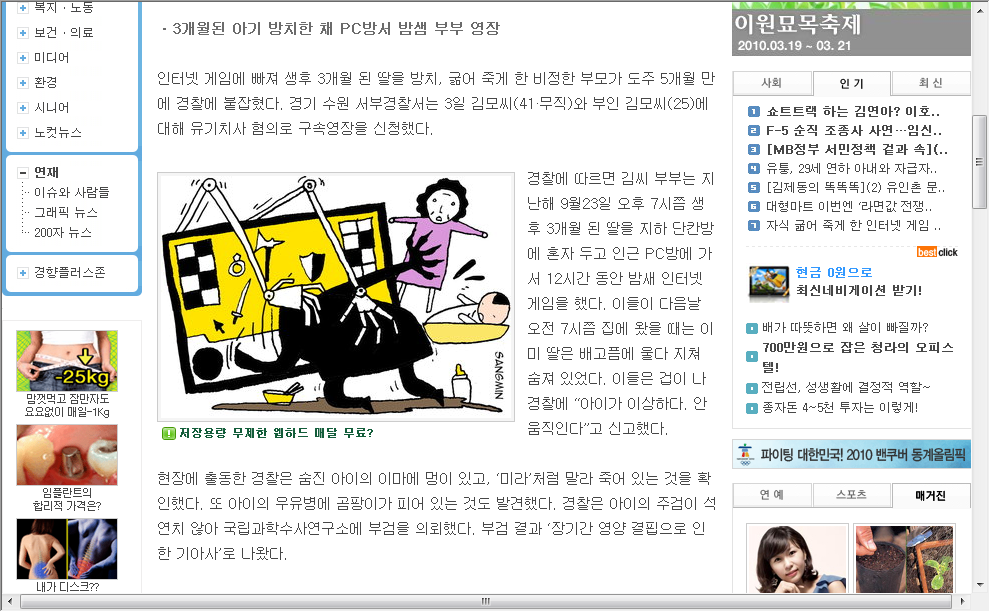 복지 · 노동
보건 · 의료
미디어
환경
시니어
노컷뉴스
연재
이슈와 사람들
그래픽 뉴스
200자 뉴스
경향플러스존
-25kg
맘껏먹고 잠만자도
요요없이 매일-1Kg
임플란트의
합리적 가격은?
내가 디스크??
· 3개월된 아기 방치한 채 PC방서 밤샘 부부 영장
인터넷 게임에 빠져 생후 3개월 된 딸을 방치, 굶어 죽게 한 비정한 부모가 도주 5개월 만
에 경찰에 붙잡혔다. 경기 수원 서부경찰서는 3일 김모씨(41·무직)와 부인 김모씨(25)에
대해 유기치사 혐의로 구속영장을 신청했다.
SANGMIN
저장용량 무제한 웹하드 매달 무료?
경찰에 따르면 김씨 부부는 지
난해 9월23일 오후 7시쯤 생
후 3개월 된 딸을 지하 단칸방
에 혼자 두고 인근 PC방에 가
서 12시간 동안 밤새 인터넷
게임을 했다. 이들이 다음날
오전 7시쯤 집에 왔을 때는 이
미 딸은 배고픔에 울다 지쳐
숨져 있었다. 이들은 겁이 나
경찰에 “아이가 이상하다. 안
움직인다”고 신고했다.
현장에 출동한 경찰은 숨진 아이의 이마에 멍이 있고, ‘미라’처럼 말라 죽어 있는 것을 확
인했다. 또 아이의 우유병에 곰팡이가 피어 있는 것도 발견했다. 경찰은 아이의 주검이 석
연치 않아 국립과학수사연구소에 부검을 의뢰했다. 부검 결과 ‘장기간 영양 결핍으로 인
한 기아사’로 나왔다.
이원묘목축제
2010.03.19 ~ 03. 21
사회 인기 최신
1 쇼트트랙 하는 김연아? 이호..
2 F-5 순직 조종사 사연…임신..
3 [MB정부 서민정책 겉과 속](..
4 유퉁, 29세 연하 아내와 자급자..
5 [김제동의 똑똑똑](2) 유인촌 문..
6 대형마트 이번엔 ‘라면값 전쟁..
7 자식 굶어 죽게 한 인터넷 게임 ..
best click
현금 0원으로
최신네비게이션 받기!
배가 따뜻하면 왜 살이 빠질까?
700만원으로 잡은 청라의 오피스
텔!
전립선, 성생활에 결정적 역할~
종자돈 4~5천 투자는 이렇게!
파이팅 대한민국! 2010 밴쿠버 동계올림픽
연예 스포츠 매거진